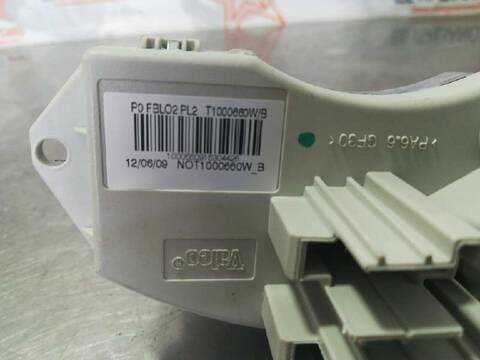 P0 FBLO2 PL2 T1000660W/B
12/06/09 NOT1000660W_B
>PA6.6 GF30<
Valeo®